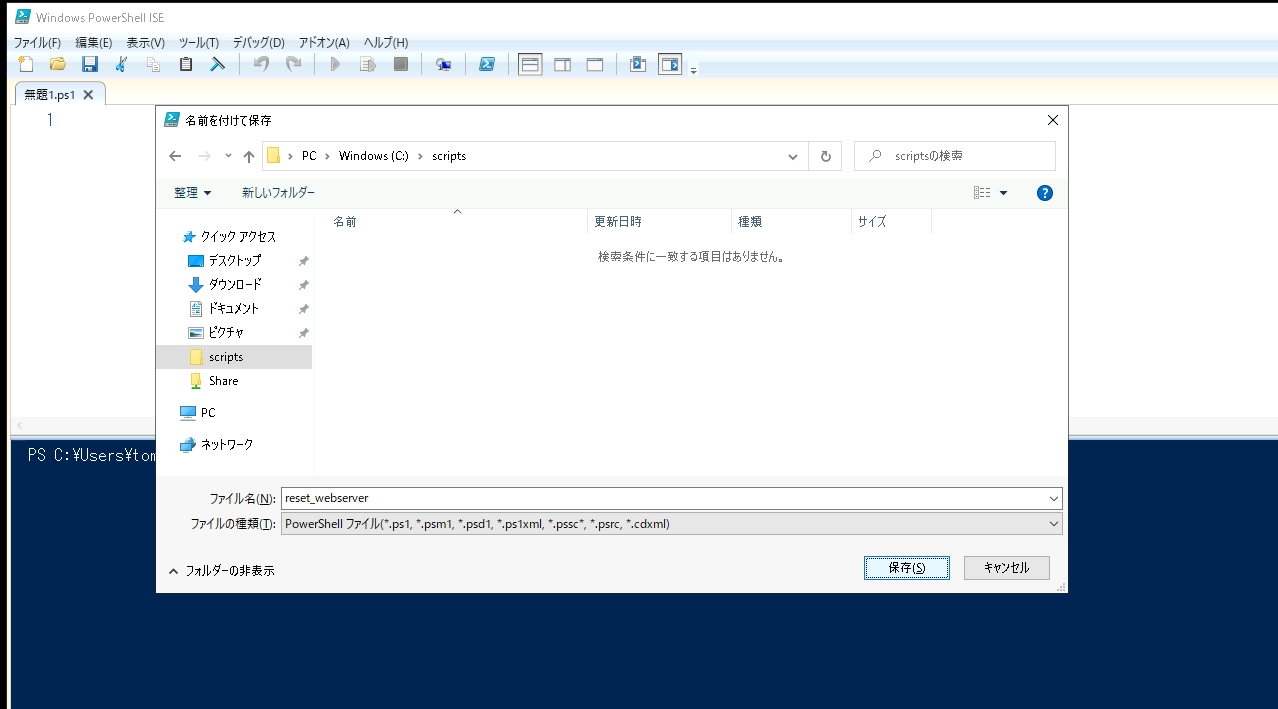 Windows PowerShell ISE
ファイル(F) 編集(E) 表示(V) ツール(T) デバッグ(D) アドオン(A) ヘルプ(H)
無題1.ps1
1
名前を付けて保存
PC › Windows (C:) › scripts
scriptsの検索
整理 新しいフォルダー
名前 更新日時 種類 サイズ
検索条件に一致する項目はありません。
クイック アクセス
デスクトップ
ダウンロード
ドキュメント
ピクチャ
scripts
Share
PC
ネットワーク
PS C:¥Users¥tom
ファイル名(N): reset_webserver
ファイルの種類(T): PowerShell ファイル(*.ps1, *.psm1, *.psd1, *.ps1xml, *.pssc*, *.psrc, *.cdxml)
フォルダーの非表示
保存(S) キャンセル